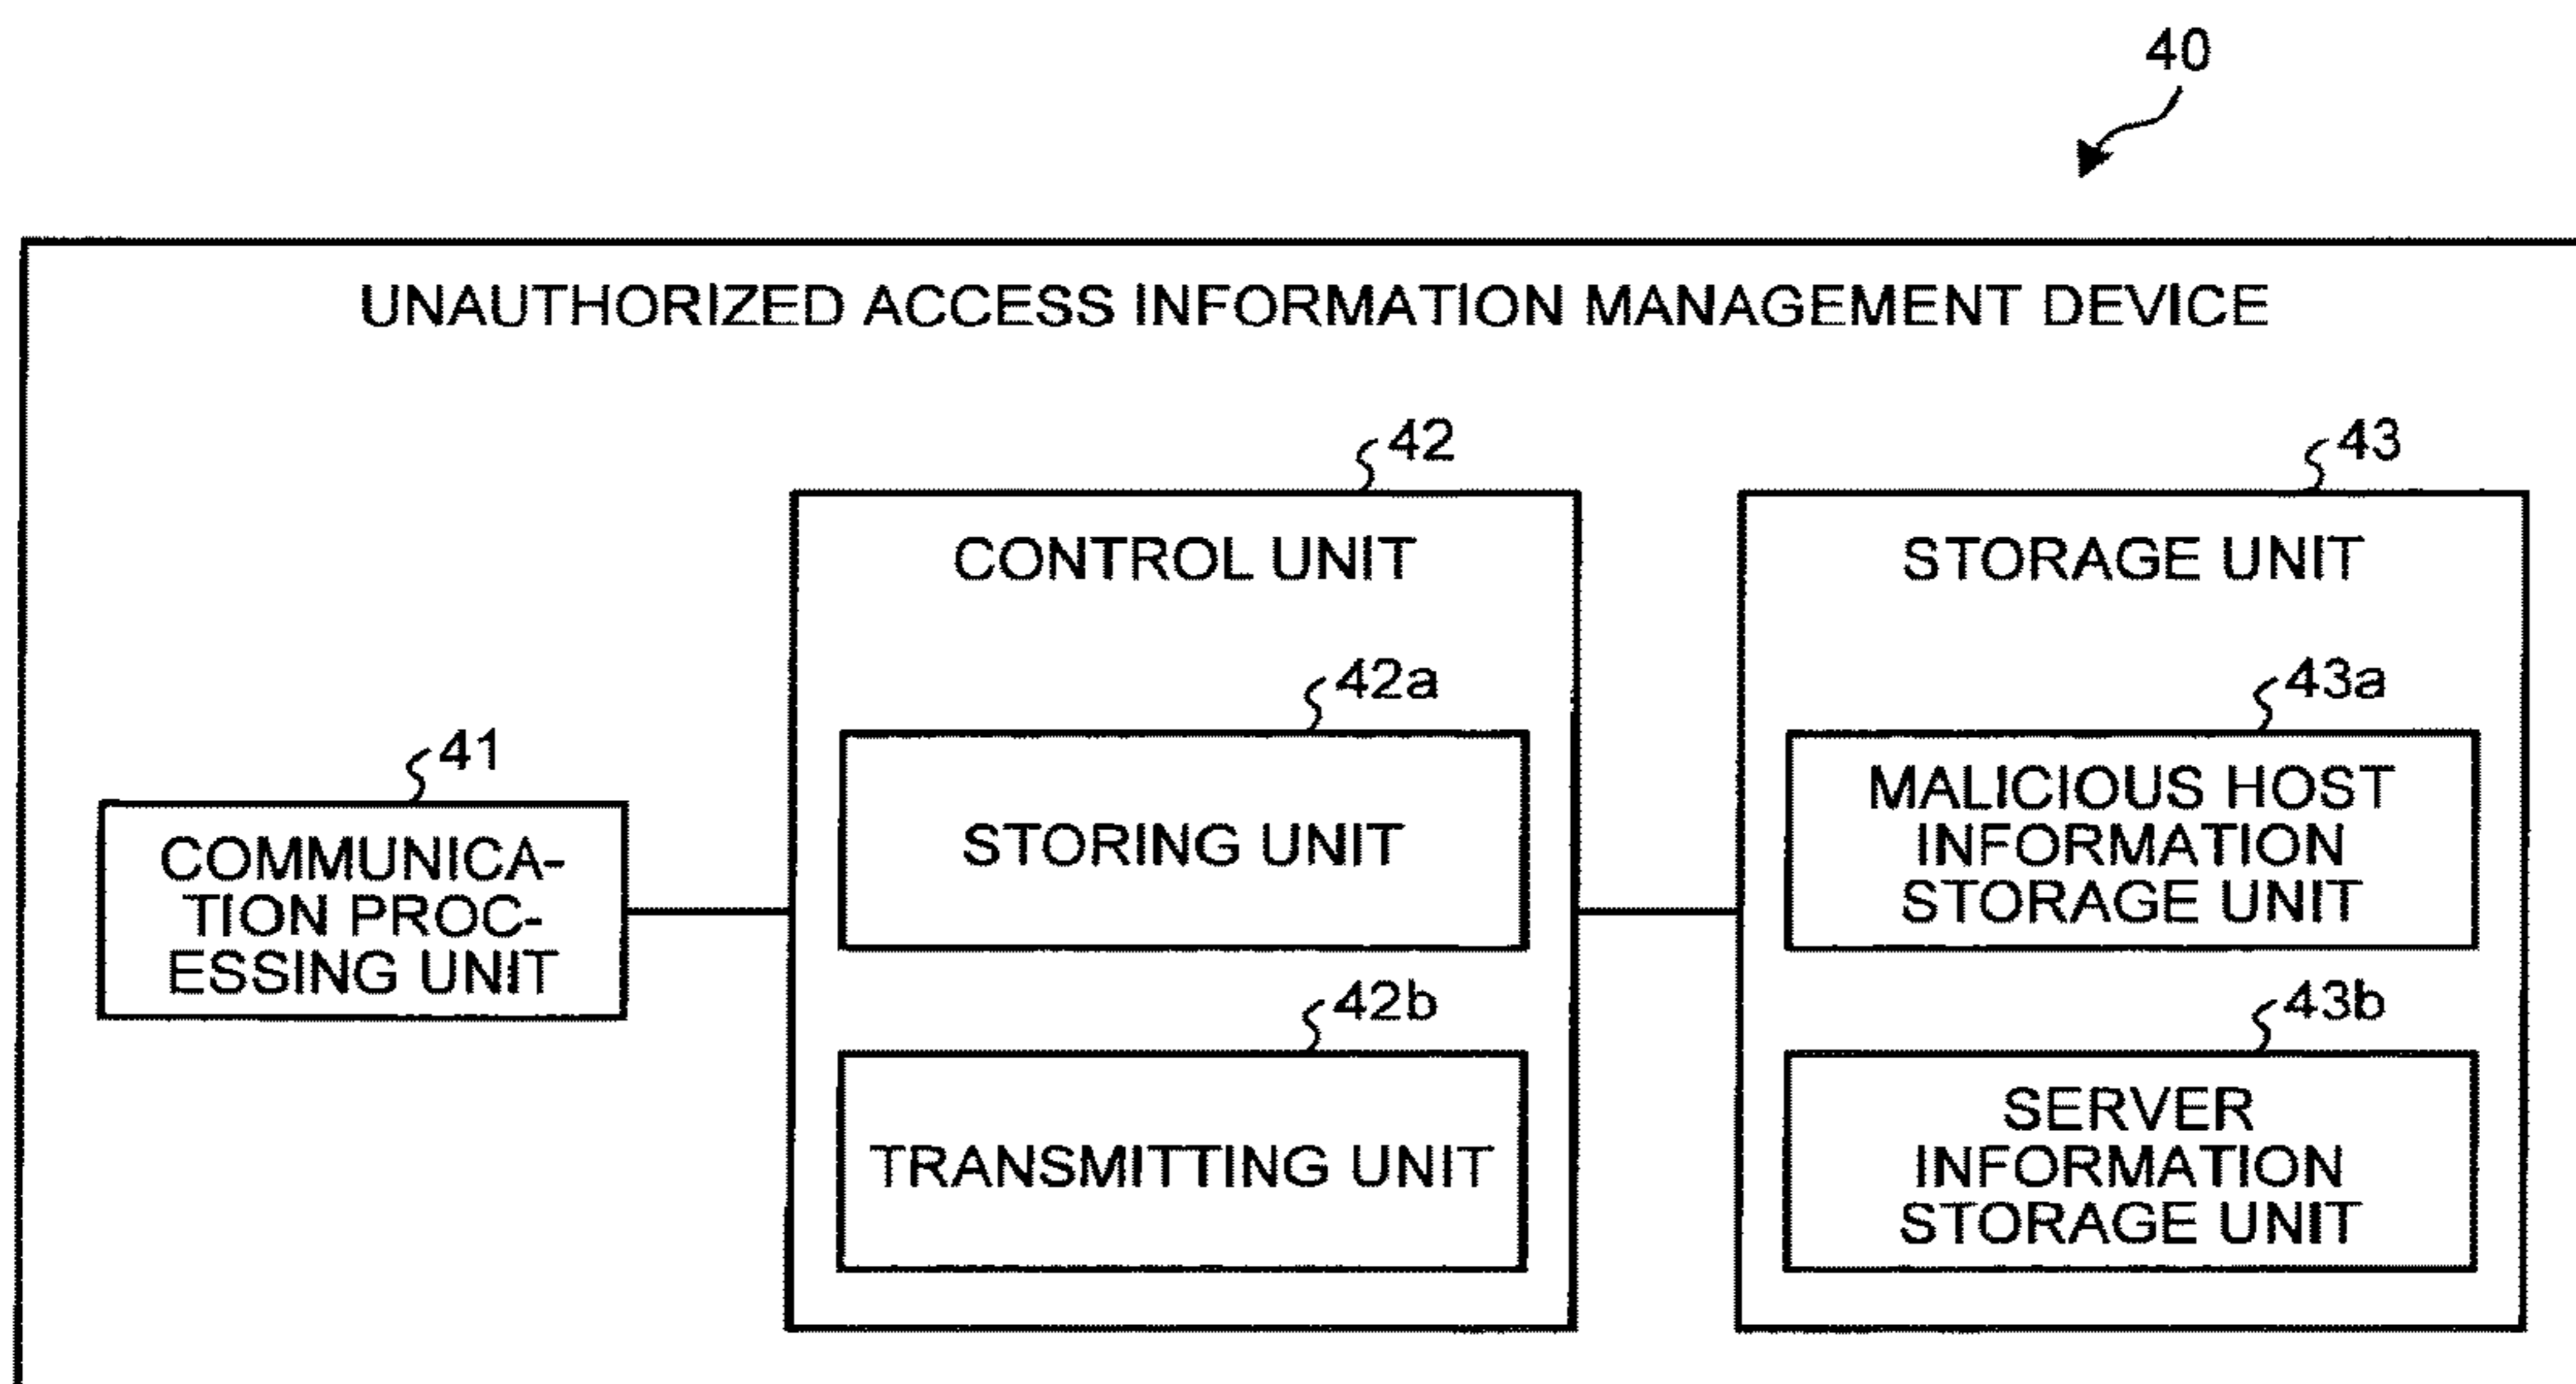 40
UNAUTHORIZED ACCESS INFORMATION MANAGEMENT DEVICE
42
43
CONTROL UNIT
STORAGE UNIT
42a
43a
41
STORING UNIT
MALICIOUS HOST
INFORMATION
STORAGE UNIT
COMMUNICA-
TION PROC-
ESSING UNIT
42b
43b
TRANSMITTING UNIT
SERVER
INFORMATION
STORAGE UNIT